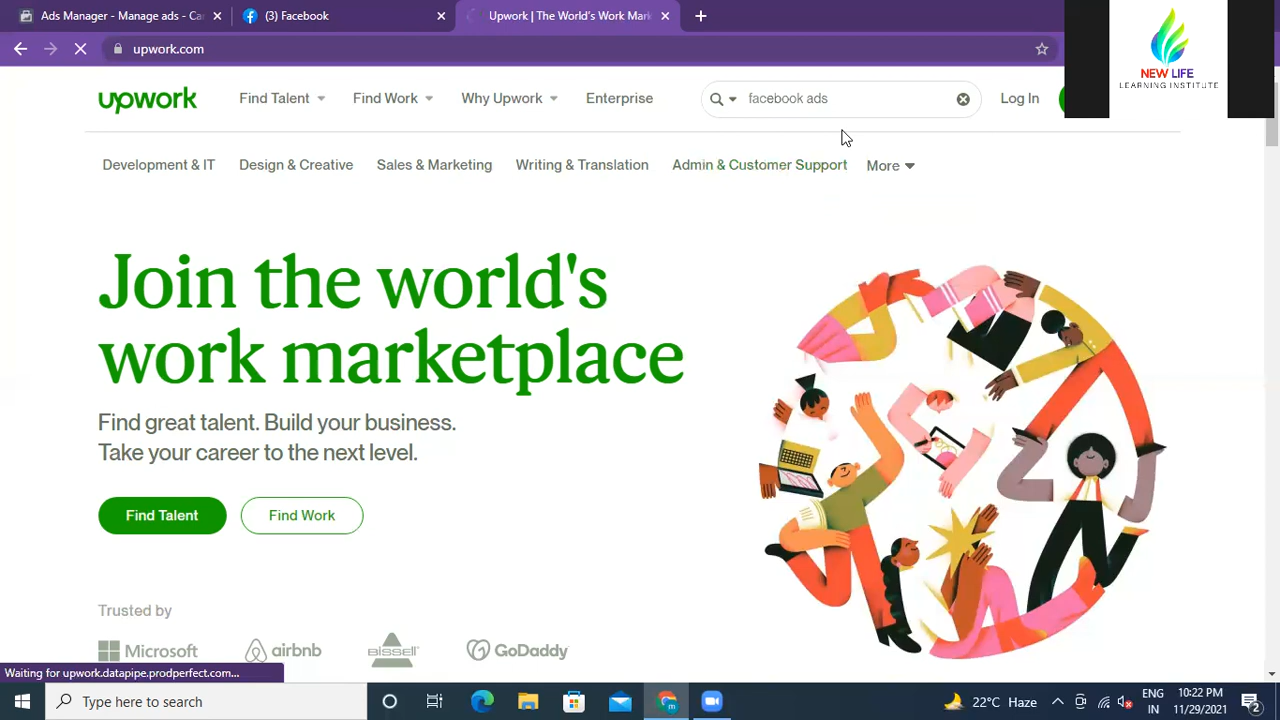 Ads Manager - Manage ads - Ca
(3) Facebook
Upwork | The World's Work Mark
upwork.com
NEW LIFE
LEARNING INSTITUTE
upwork
Find Talent
Find Work
Why Upwork
Enterprise
facebook ads
Log In
Development & IT
Design & Creative
Sales & Marketing
Writing & Translation
Admin & Customer Support
More
Join the world's
work marketplace
Find great talent. Build your business.
Take your career to the next level.
Find Talent
Find Work
Trusted by
Microsoft
airbnb
BISSELL
GoDaddy
Waiting for upwork.datapipe.prodperfect.com...
Type here to search
22°C Haze
ENG
IN
10:22 PM
11/29/2021
2